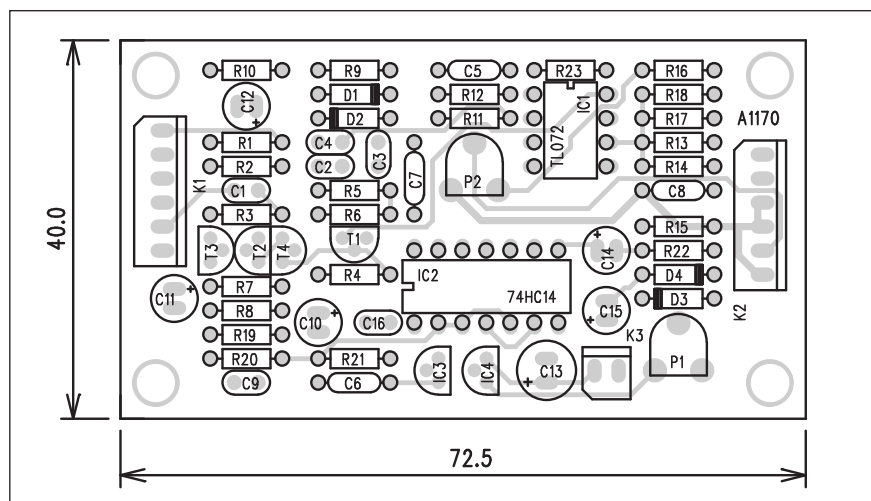 R10 R9 C5 R23 R16
C12 D1 R12 IC1 R18
D2 R11 TL072 R17 A1170
R1 C4 C3 R13
R2 C2 P2 R14
K1 C1 R5 C7 C8
R3 R6 R15
T3 T2 T4 T1 C14 R22
R4 IC2 D4
C11 R7 74HC14 D3
R8 C10 C16 C15 K2
R19 K3
R20 R21 IC3 IC4 C13 P1
C9 C6
40.0
72.5